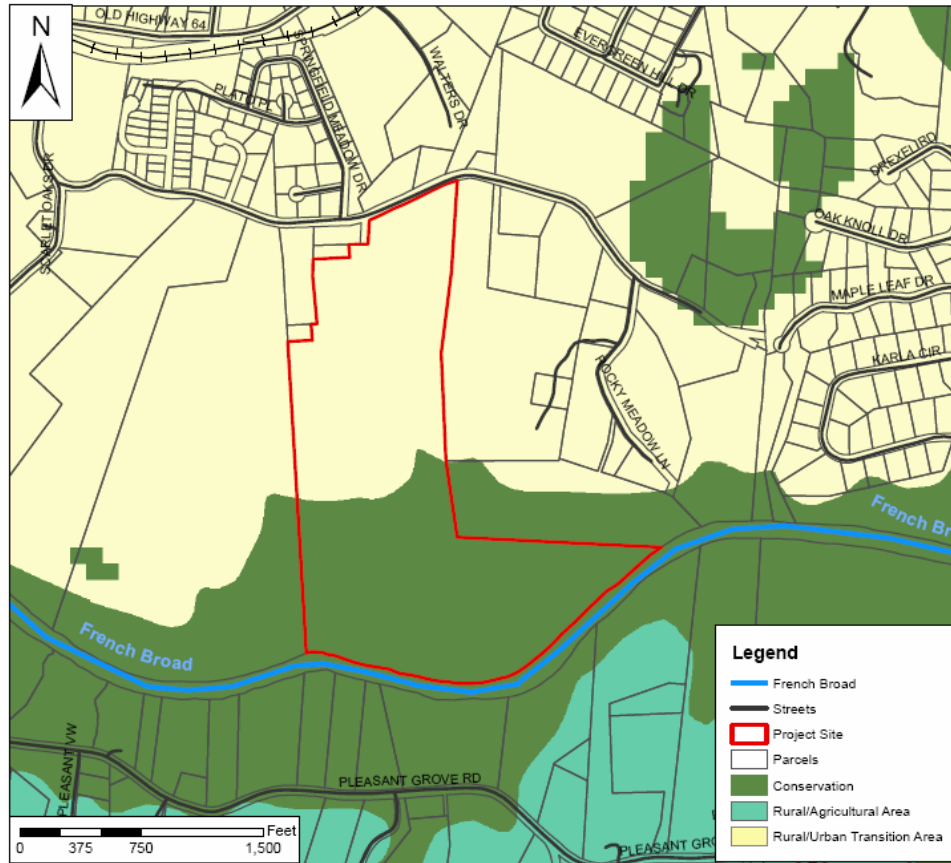 N
OLD HIGHWAY 64
SPRINGFIELD MEADOW DR
PLATO PL
WALTERS DR
EVERGREEN HILL DR
DREXEL RD
OAK KNOLL DR
MAPLE LEAF DR
KARLA CIR
SCARLET OAKS DR
ROCKY MEADOW LN
French Br
French Broad
PLEASANT VW
PLEASANT GROVE RD
PLEASANT GRO
Legend
French Broad
Streets
Project Site
Parcels
Conservation
Rural/Agricultural Area
Rural/Urban Transition Area
Feet
0 375 750 1,500